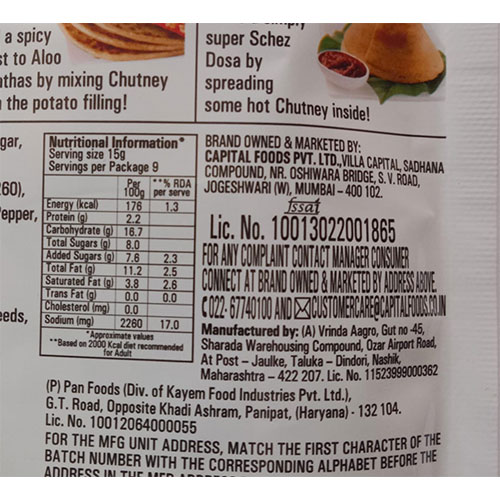 a spicy
st to Aloo
athas by mixing Chutney
the potato filling!
super Schez
Dosa by
spreading
some hot Chutney inside!
gar,
260),
Pepper,
eeds,
Nutritional Information*
Serving size 15g
Servings per Package 9
Per 100g **% RDA per serve
Energy (kcal) 176 1.3
Protein (g) 2.2
Carbohydrate (g) 16.7
Total Sugars (g) 8.0
Added Sugars (g) 7.6 2.3
Total Fat (g) 11.2 2.5
Saturated Fat (g) 3.8 2.6
Trans Fat (g) 0.0 0.0
Cholesterol (mg) 0.0
Sodium (mg) 2260 17.0
*Approximate values
**Based on 2000 Kcal diet recommended
for Adult
BRAND OWNED & MARKETED BY:
CAPITAL FOODS PVT. LTD., VILLA CAPITAL, SADHANA
COMPOUND, NR. OSHIWARA BRIDGE, S. V. ROAD,
JOGESHWARI (W), MUMBAI – 400 102.
fssai
Lic. No. 10013022001865
FOR ANY COMPLAINT CONTACT MANAGER CONSUMER
CONNECT AT BRAND OWNED & MARKETED BY ADDRESS ABOVE.
022- 67740100 AND CUSTOMERCARE@CAPITALFOODS.CO.IN
Manufactured by: (A) Vrinda Aagro, Gut no -45,
Sharada Warehousing Compound, Ozar Airport Road,
At Post – Jaulke, Taluka – Dindori, Nashik,
Maharashtra – 422 207. Lic. No. 11523999000362
(P) Pan Foods (Div. of Kayem Food Industries Pvt. Ltd.),
G.T. Road, Opposite Khadi Ashram, Panipat, (Haryana) - 132 104.
Lic. No. 10012064000055
FOR THE MFG UNIT ADDRESS, MATCH THE FIRST CHARACTER OF THE
BATCH NUMBER WITH THE CORRESPONDING ALPHABET BEFORE THE
ADDRESS IN THE